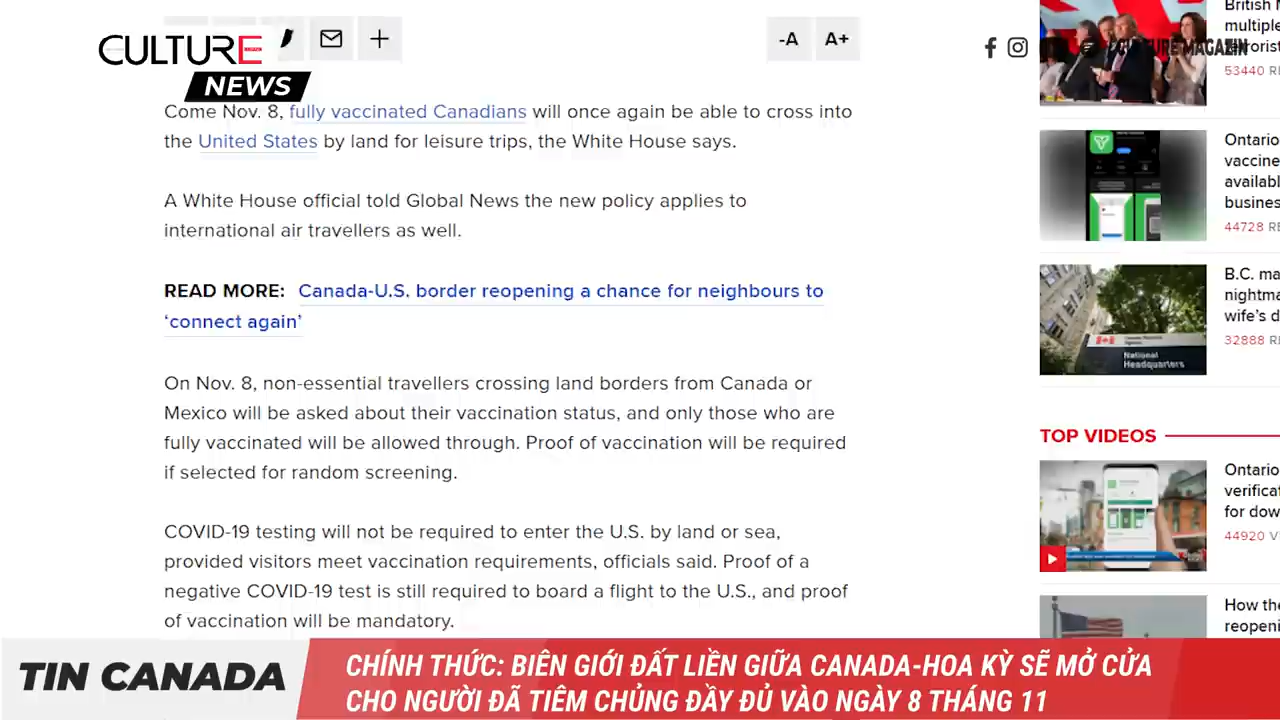 CULTURE
NEWS
-A A+
CULTURE MAGAZIN
Come Nov. 8, fully vaccinated Canadians will once again be able to cross into
the United States by land for leisure trips, the White House says.
A White House official told Global News the new policy applies to
international air travellers as well.
READ MORE: Canada-U.S. border reopening a chance for neighbours to
‘connect again’
On Nov. 8, non-essential travellers crossing land borders from Canada or
Mexico will be asked about their vaccination status, and only those who are
fully vaccinated will be allowed through. Proof of vaccination will be required
if selected for random screening.
COVID-19 testing will not be required to enter the U.S. by land or sea,
provided visitors meet vaccination requirements, officials said. Proof of a
negative COVID-19 test is still required to board a flight to the U.S., and proof
of vaccination will be mandatory.
British
multiple
terrorist
53440
Ontario
vaccine
available
busines
44728
B.C. ma
nightma
wife's d
32888
National
Headquarters
TOP VIDEOS
Ontario
verificat
for dow
44920
How the
reopeni
TIN CANADA
CHÍNH THỨC: BIÊN GIỚI ĐẤT LIỀN GIỮA CANADA-HOA KỲ SẼ MỞ CỬA
CHO NGƯỜI ĐÃ TIÊM CHỦNG ĐẦY ĐỦ VÀO NGÀY 8 THÁNG 11